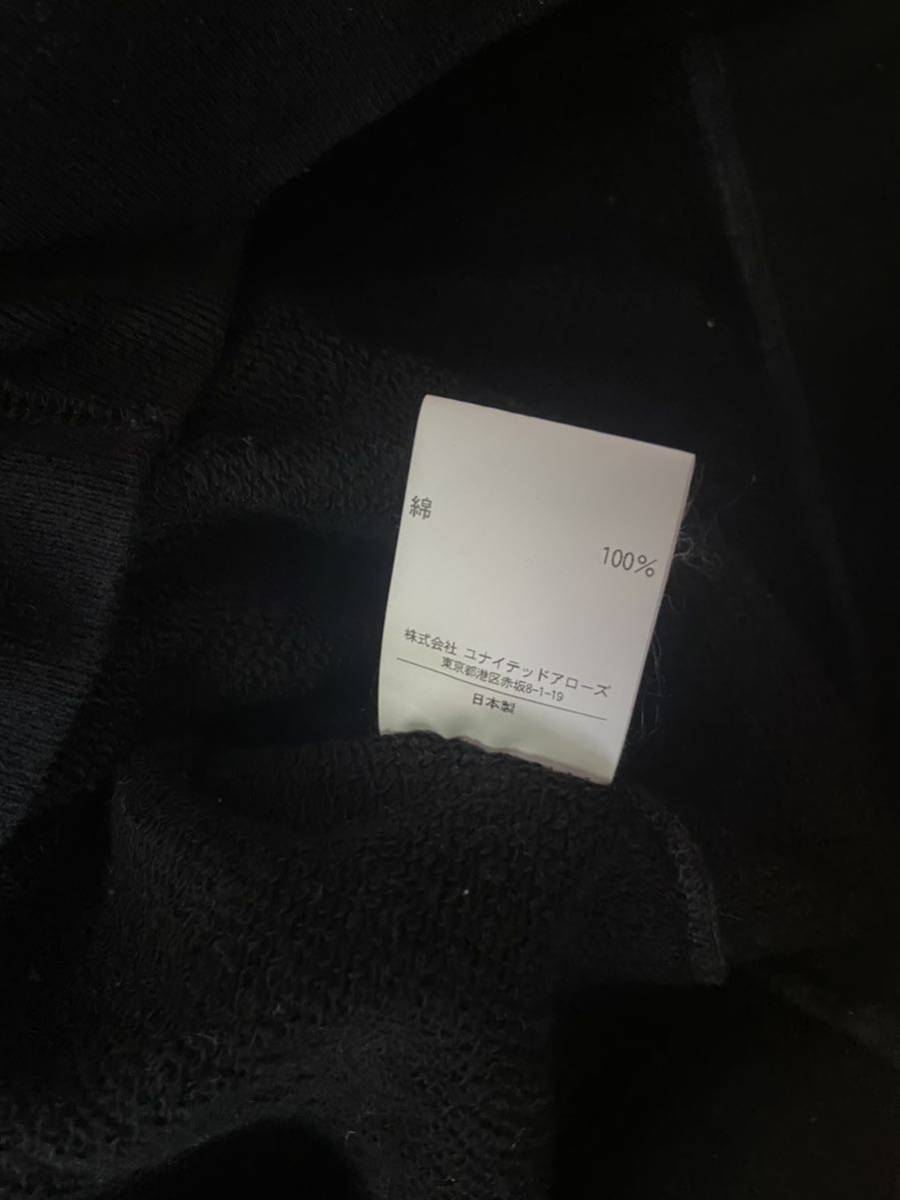 綿
100%
株式会社 ユナイテッドアローズ
東京都港区赤坂8-1-19
日本製